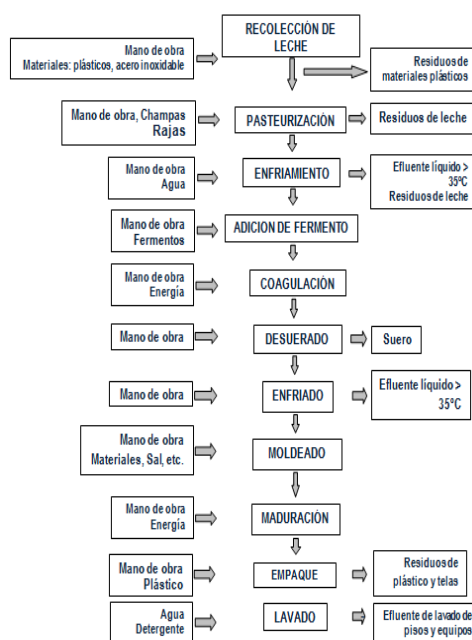 RECOLECCIÓN DE
LECHE
Mano de obra
Materiales: plásticos, acero inoxidable
Residuos de
materiales plásticos
Mano de obra, Champas
Rajas
PASTEURIZACIÓN
Residuos de leche
Mano de obra
Agua
ENFRIAMIENTO
Efluente líquido >
35ºC
Residuos de leche
Mano de obra
Fermentos
ADICION DE FERMENTO
Mano de obra
Energía
COAGULACIÓN
Mano de obra
DESUERADO
Suero
Mano de obra
ENFRIADO
Efluente líquido >
35ºC
Mano de obra
Materiales, Sal, etc.
MOLDEADO
Mano de obra
Energía
MADURACIÓN
Mano de obra
Plástico
EMPAQUE
Residuos
de plástico y telas
Agua
Detergente
LAVADO
Efluente de lavado de
pisos y equipos